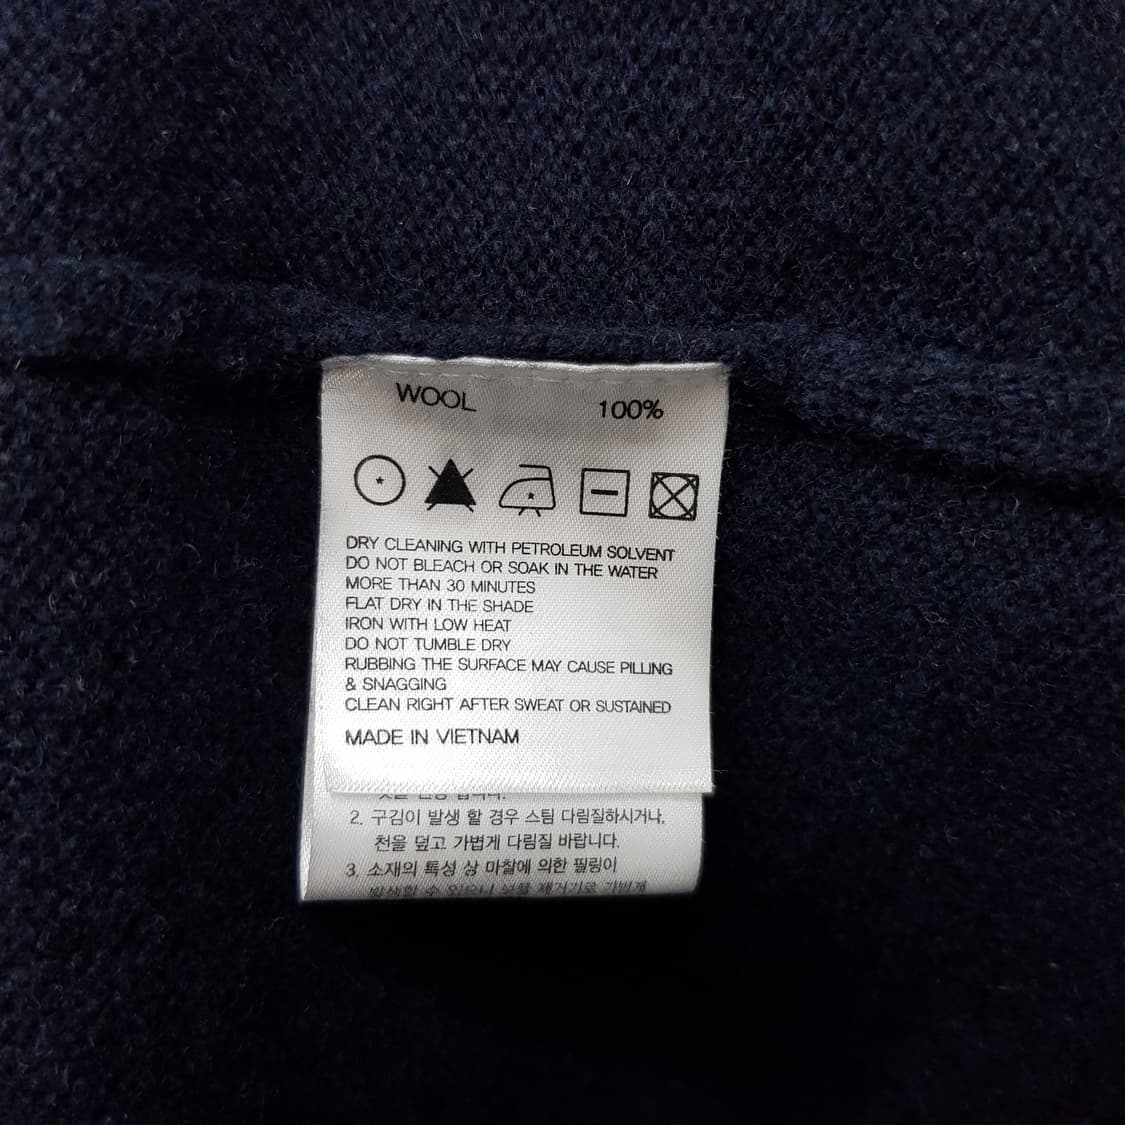 WOOL 100%
DRY CLEANING WITH PETROLEUM SOLVENT
DO NOT BLEACH OR SOAK IN THE WATER
MORE THAN 30 MINUTES
FLAT DRY IN THE SHADE
IRON WITH LOW HEAT
DO NOT TUMBLE DRY
RUBBING THE SURFACE MAY CAUSE PILLING
& SNAGGING
CLEAN RIGHT AFTER SWEAT OR SUSTAINED
MADE IN VIETNAM
2. 구김이 발생 할 경우 스팀 다림질하시거나,
천을 덮고 가볍게 다림질 바랍니다.
3. 소재의 특성 상 마찰에 의한 필링이